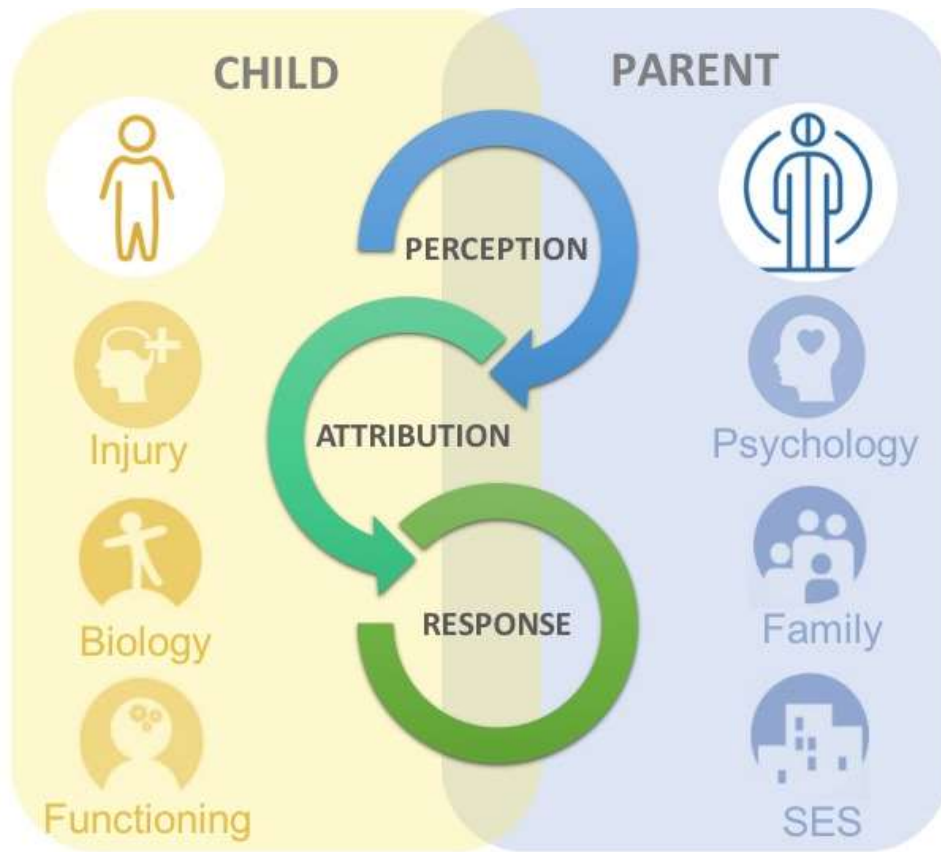 CHILD
PARENT
PERCEPTION
ATTRIBUTION
RESPONSE
Injury
Biology
Functioning
Psychology
Family
SES